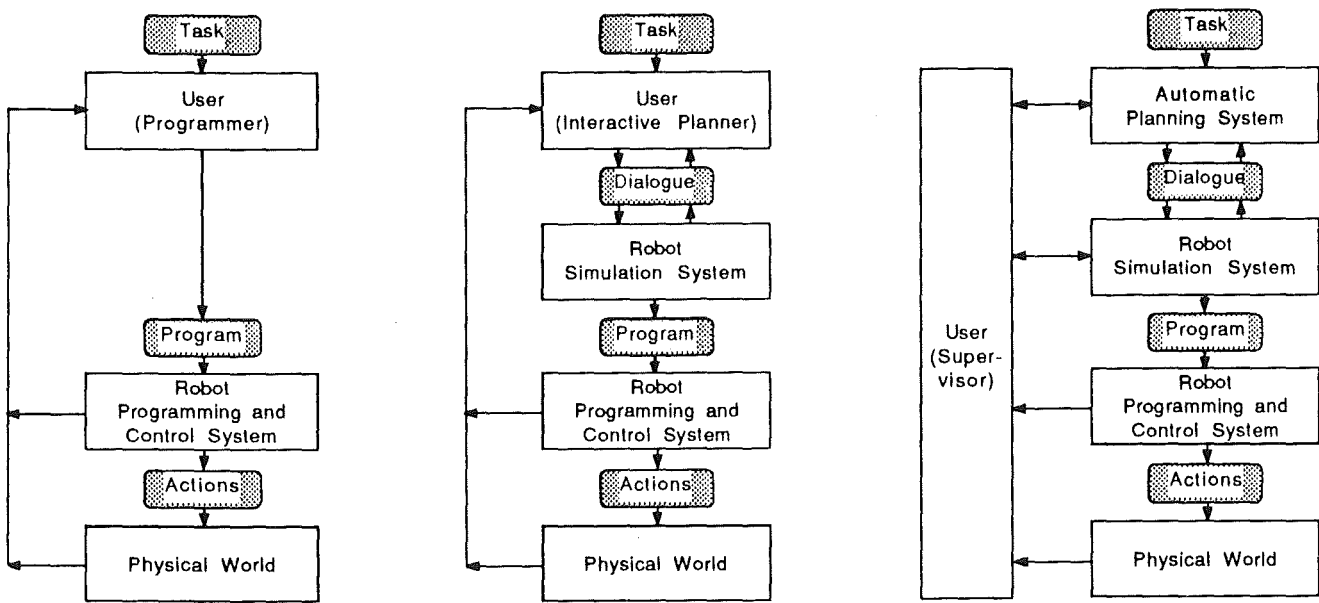 Task
User
(Programmer)
Program
Robot
Programming and
Control System
Actions
Physical World
Task
User
(Interactive Planner)
Dialogue
Robot
Simulation System
Program
Robot
Programming and
Control System
Actions
Physical World
User
(Super-
visor)
Task
Automatic
Planning System
Dialogue
Robot
Simulation System
Program
Robot
Programming and
Control System
Actions
Physical World